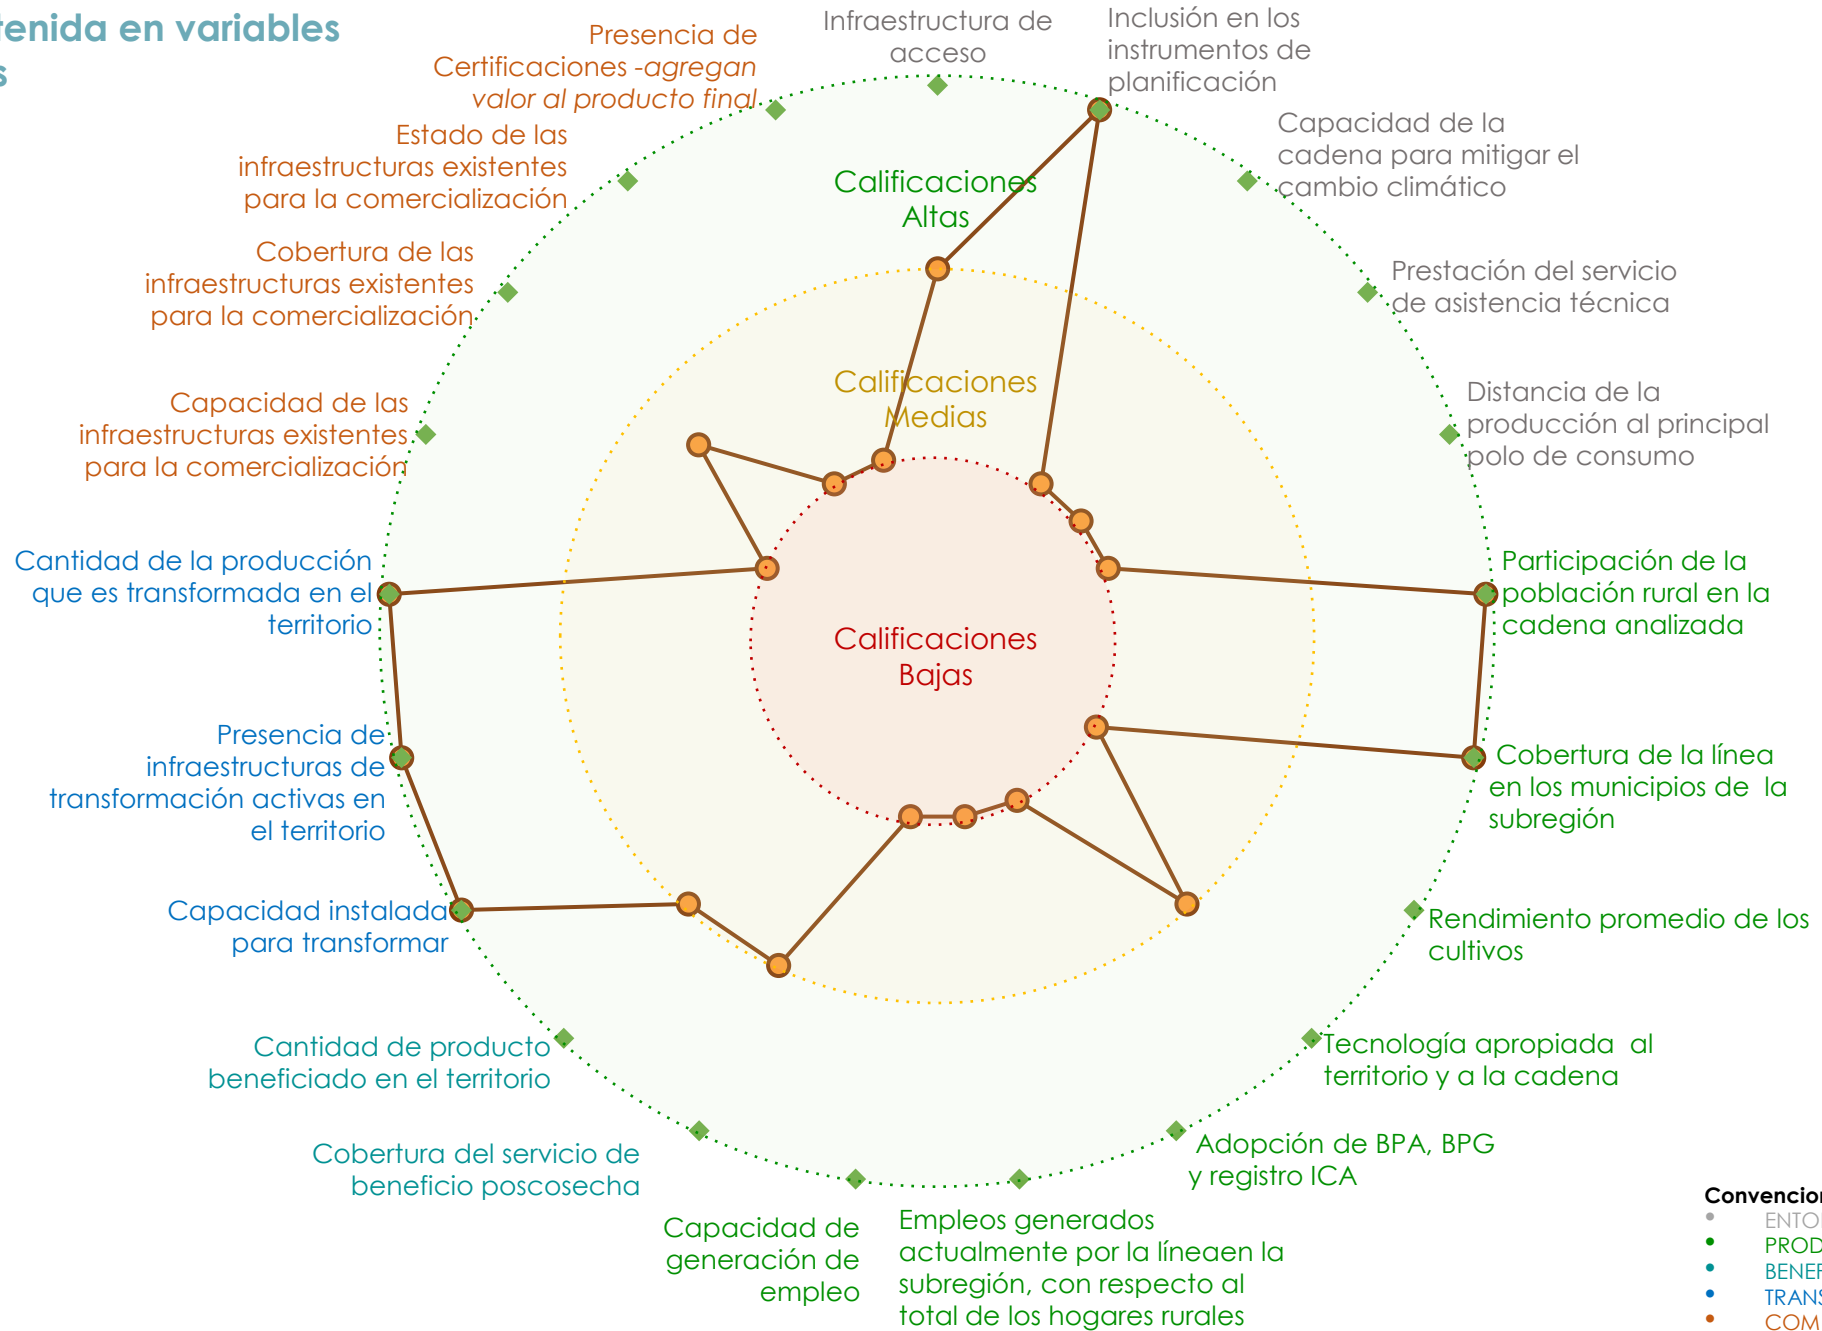 tenida en variables
s
Infraestructura de
acceso
Inclusión en los
instrumentos de
planificación
Capacidad de la
cadena para mitigar el
cambio climático
Prestación del servicio
de asistencia técnica
Distancia de la
producción al principal
polo de consumo
Participación de la
población rural en la
cadena analizada
Cobertura de la línea
en los municipios de la
subregión
Rendimiento promedio de los
cultivos
Tecnología apropiada al
territorio y a la cadena
Adopción de BPA, BPG
y registro ICA
Empleos generados
actualmente por la líneaen la
subregión, con respecto al
total de los hogares rurales
Capacidad de
generación de
empleo
Cobertura del servicio de
beneficio poscosecha
Cantidad de producto
beneficiado en el territorio
Capacidad instalada
para transformar
Presencia de
infraestructuras de
transformación activas en
el territorio
Cantidad de la producción
que es transformada en el
territorio
Capacidad de las
infraestructuras existentes
para la comercialización
Cobertura de las
infraestructuras existentes
para la comercialización
Estado de las
infraestructuras existentes
para la comercialización
Presencia de
Certificaciones -agregan
valor al producto final
Calificaciones
Altas
Calificaciones
Medias
Calificaciones
Bajas
Convencion
• ENTO
• PROD
• BENEF
• TRANS
• COM